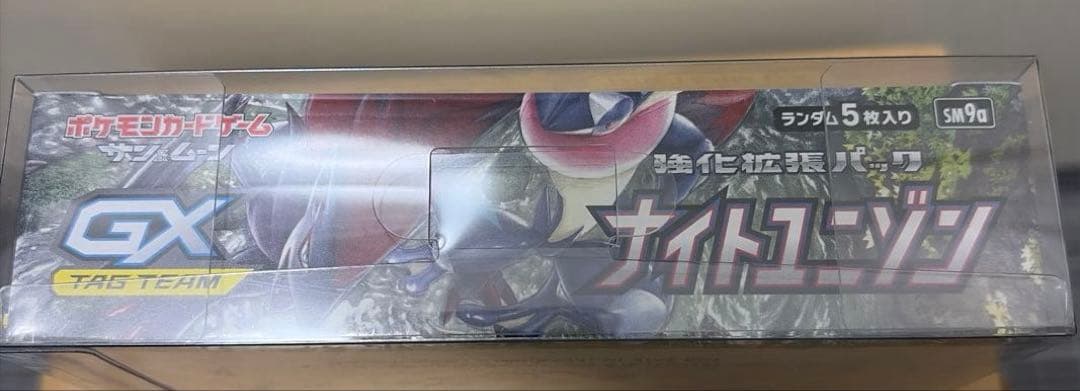 ポケモンカードゲーム
サン&ムーン
GX
TAG TEAM
ランダム5枚入り
SM9a
強化拡張パック
ナイトユニゾン